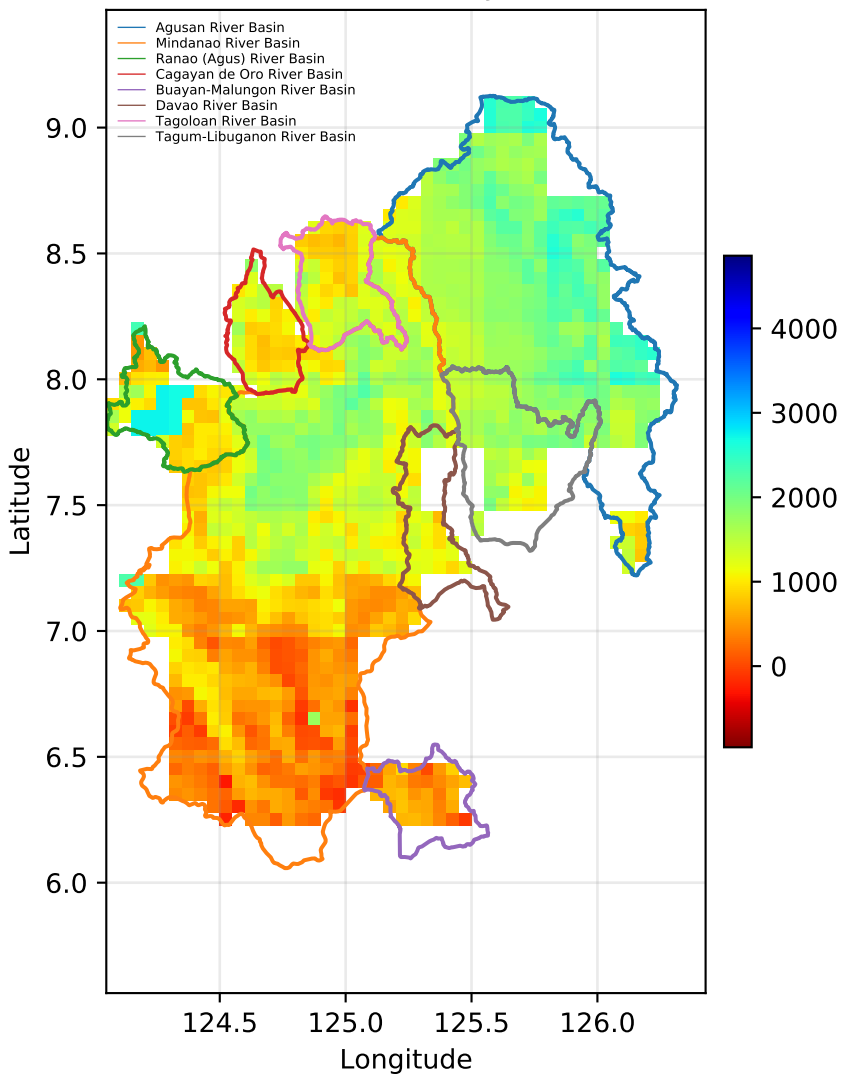 Agusan River Basin
Mindanao River Basin
Ranao (Agus) River Basin
Cagayan de Oro River Basin
Buayan-Malungon River Basin
Davao River Basin
Tagoloan River Basin
Tagum-Libuganon River Basin
9.0
8.5
8.0
7.5
7.0
6.5
6.0
Latitude
124.5 125.0 125.5 126.0
Longitude
4000
3000
2000
1000
0